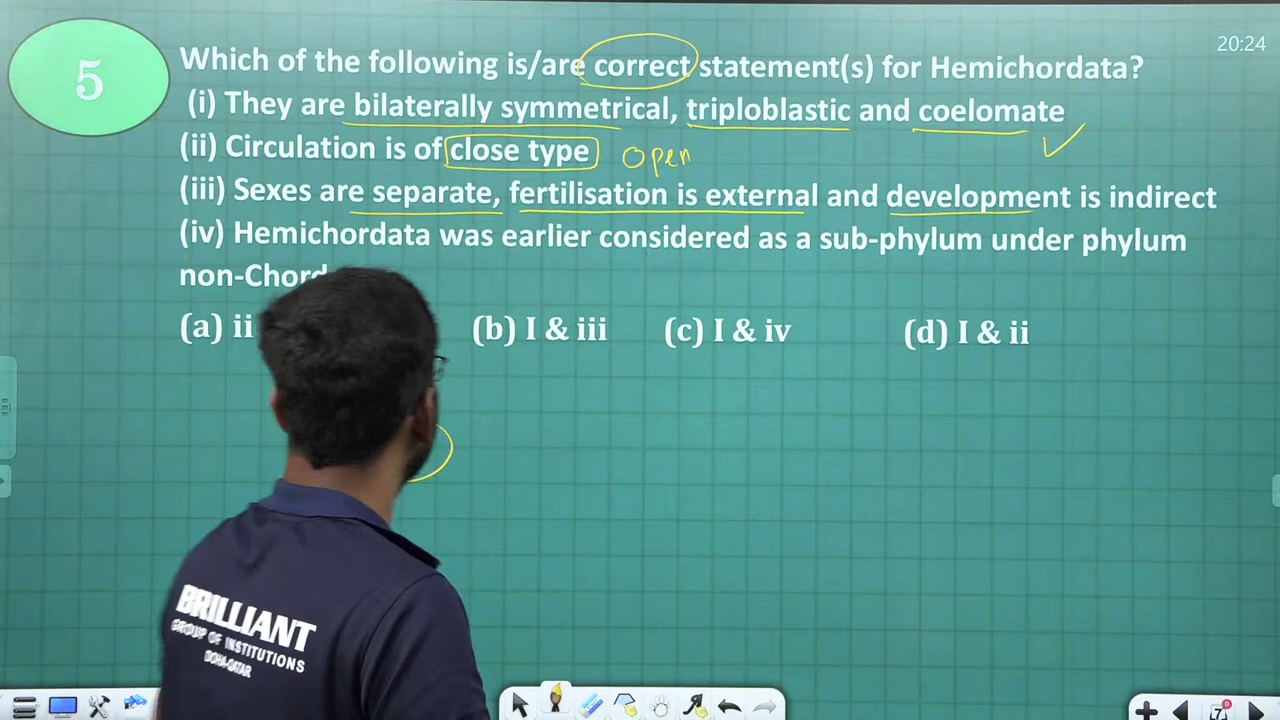 20:24
5
Which of the following is/are correct statement(s) for Hemichordata?
(i) They are bilaterally symmetrical, triploblastic and coelomate
(ii) Circulation is of close type open
(iii) Sexes are separate, fertilisation is external and development is indirect
(iv) Hemichordata was earlier considered as a sub-phylum under phylum
non-Chord
(a) ii (b) I & iii (c) I & iv (d) I & ii
BRILLIANT
GROUP OF INSTITUTIONS
DOHA-QATAR
7